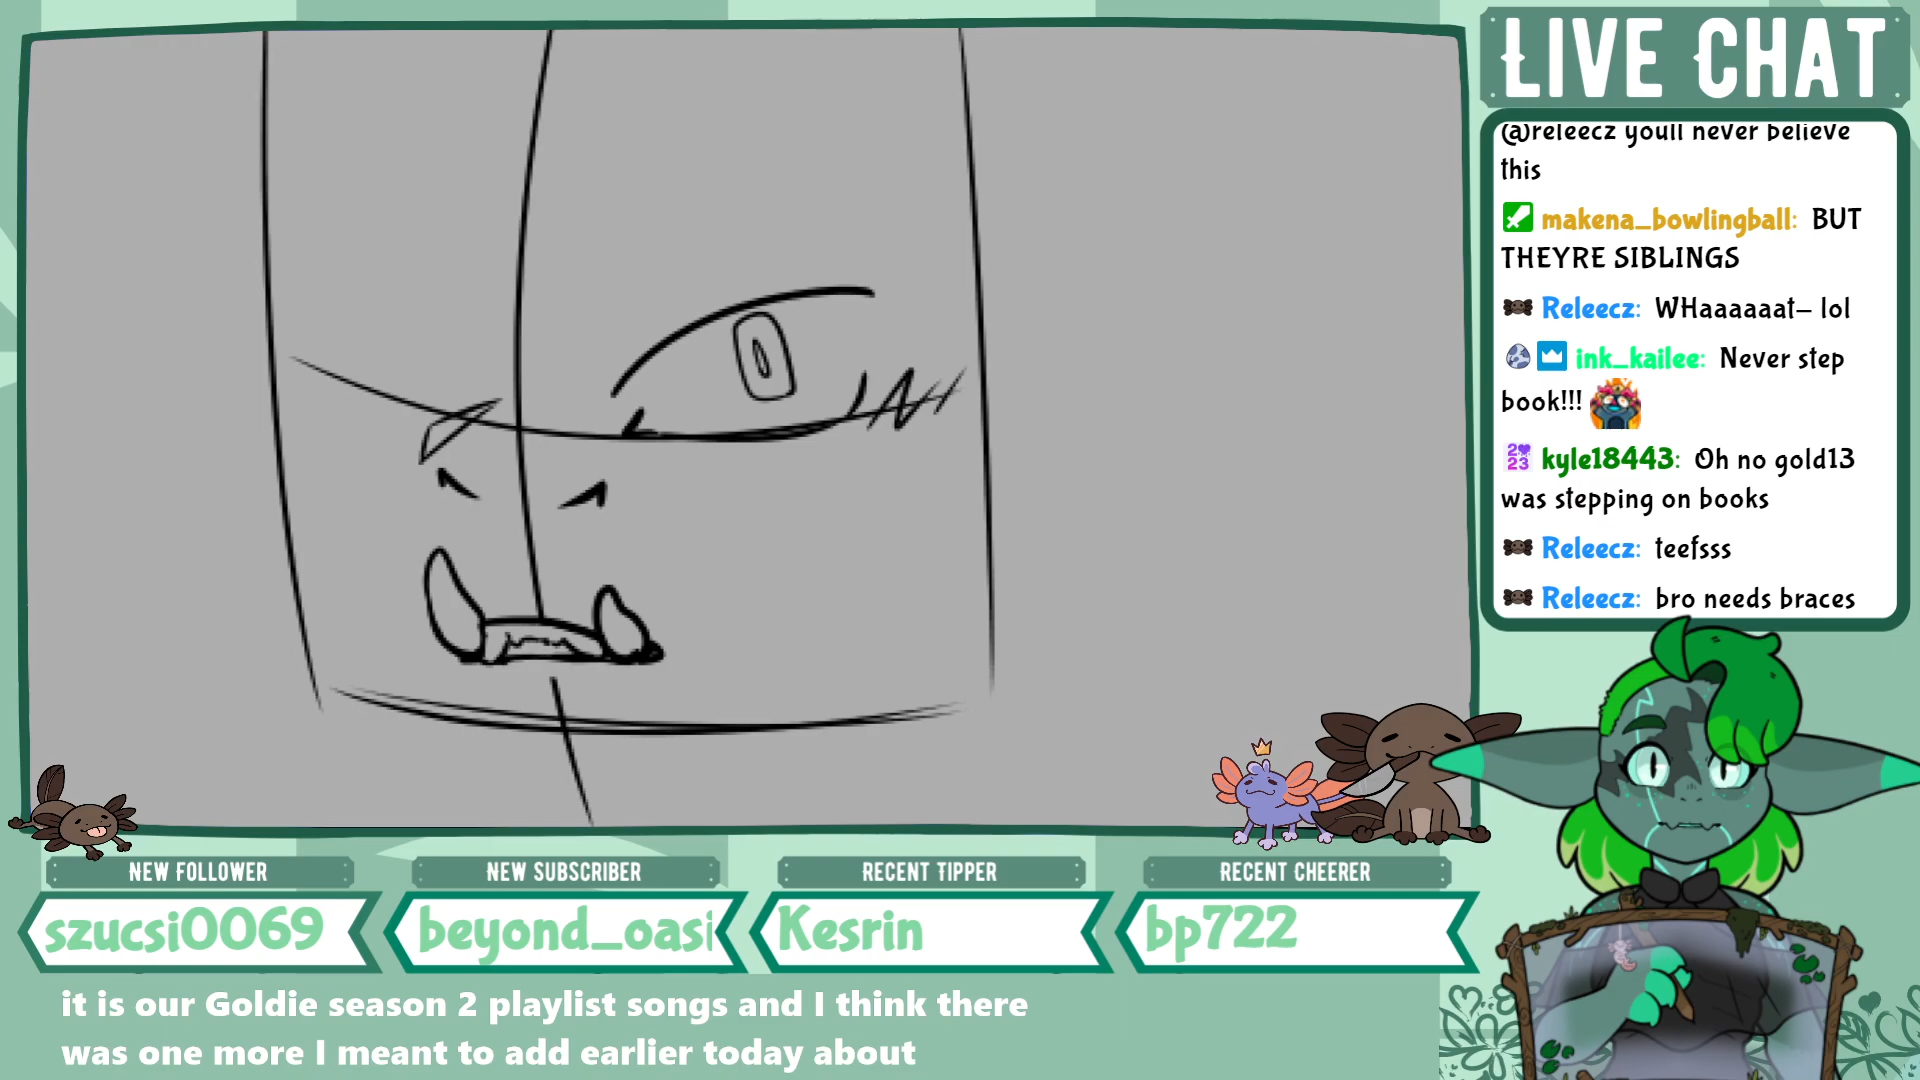 LIVE CHAT
@releecz youll never believe
this
makena_bowlingball: BUT
THEYRE SIBLINGS
Releecz: WHaaaaaat- lol
ink_kailee: Never step
book!!!
kyle18443: Oh no gold13
was stepping on books
Releecz: teefsss
Releecz: bro needs braces
NEW FOLLOWER
szucsi0069
NEW SUBSCRIBER
beyond_oasi
RECENT TIPPER
Kesrin
RECENT CHEERER
bp722
it is our Goldie season 2 playlist songs and I think there
was one more I meant to add earlier today about